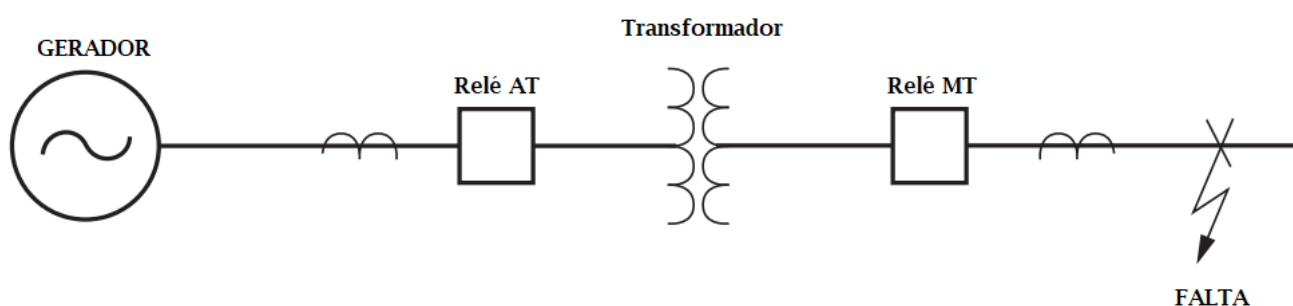 Transformador
GERADOR
Relé AT
Relé MT
FALTA